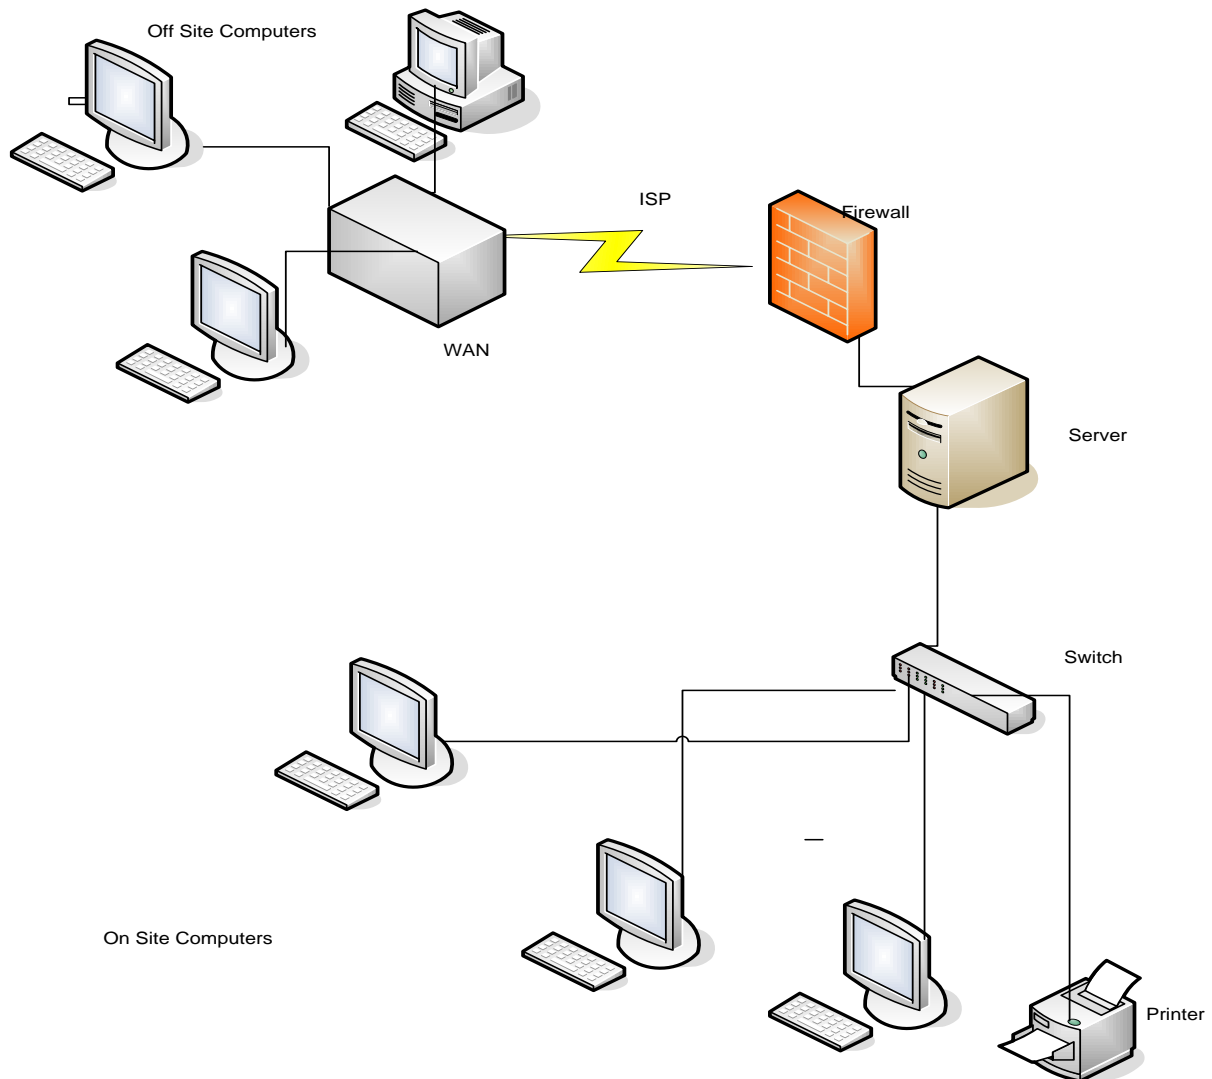 Off Site Computers
ISP
Firewall
WAN
Server
Switch
On Site Computers
Printer